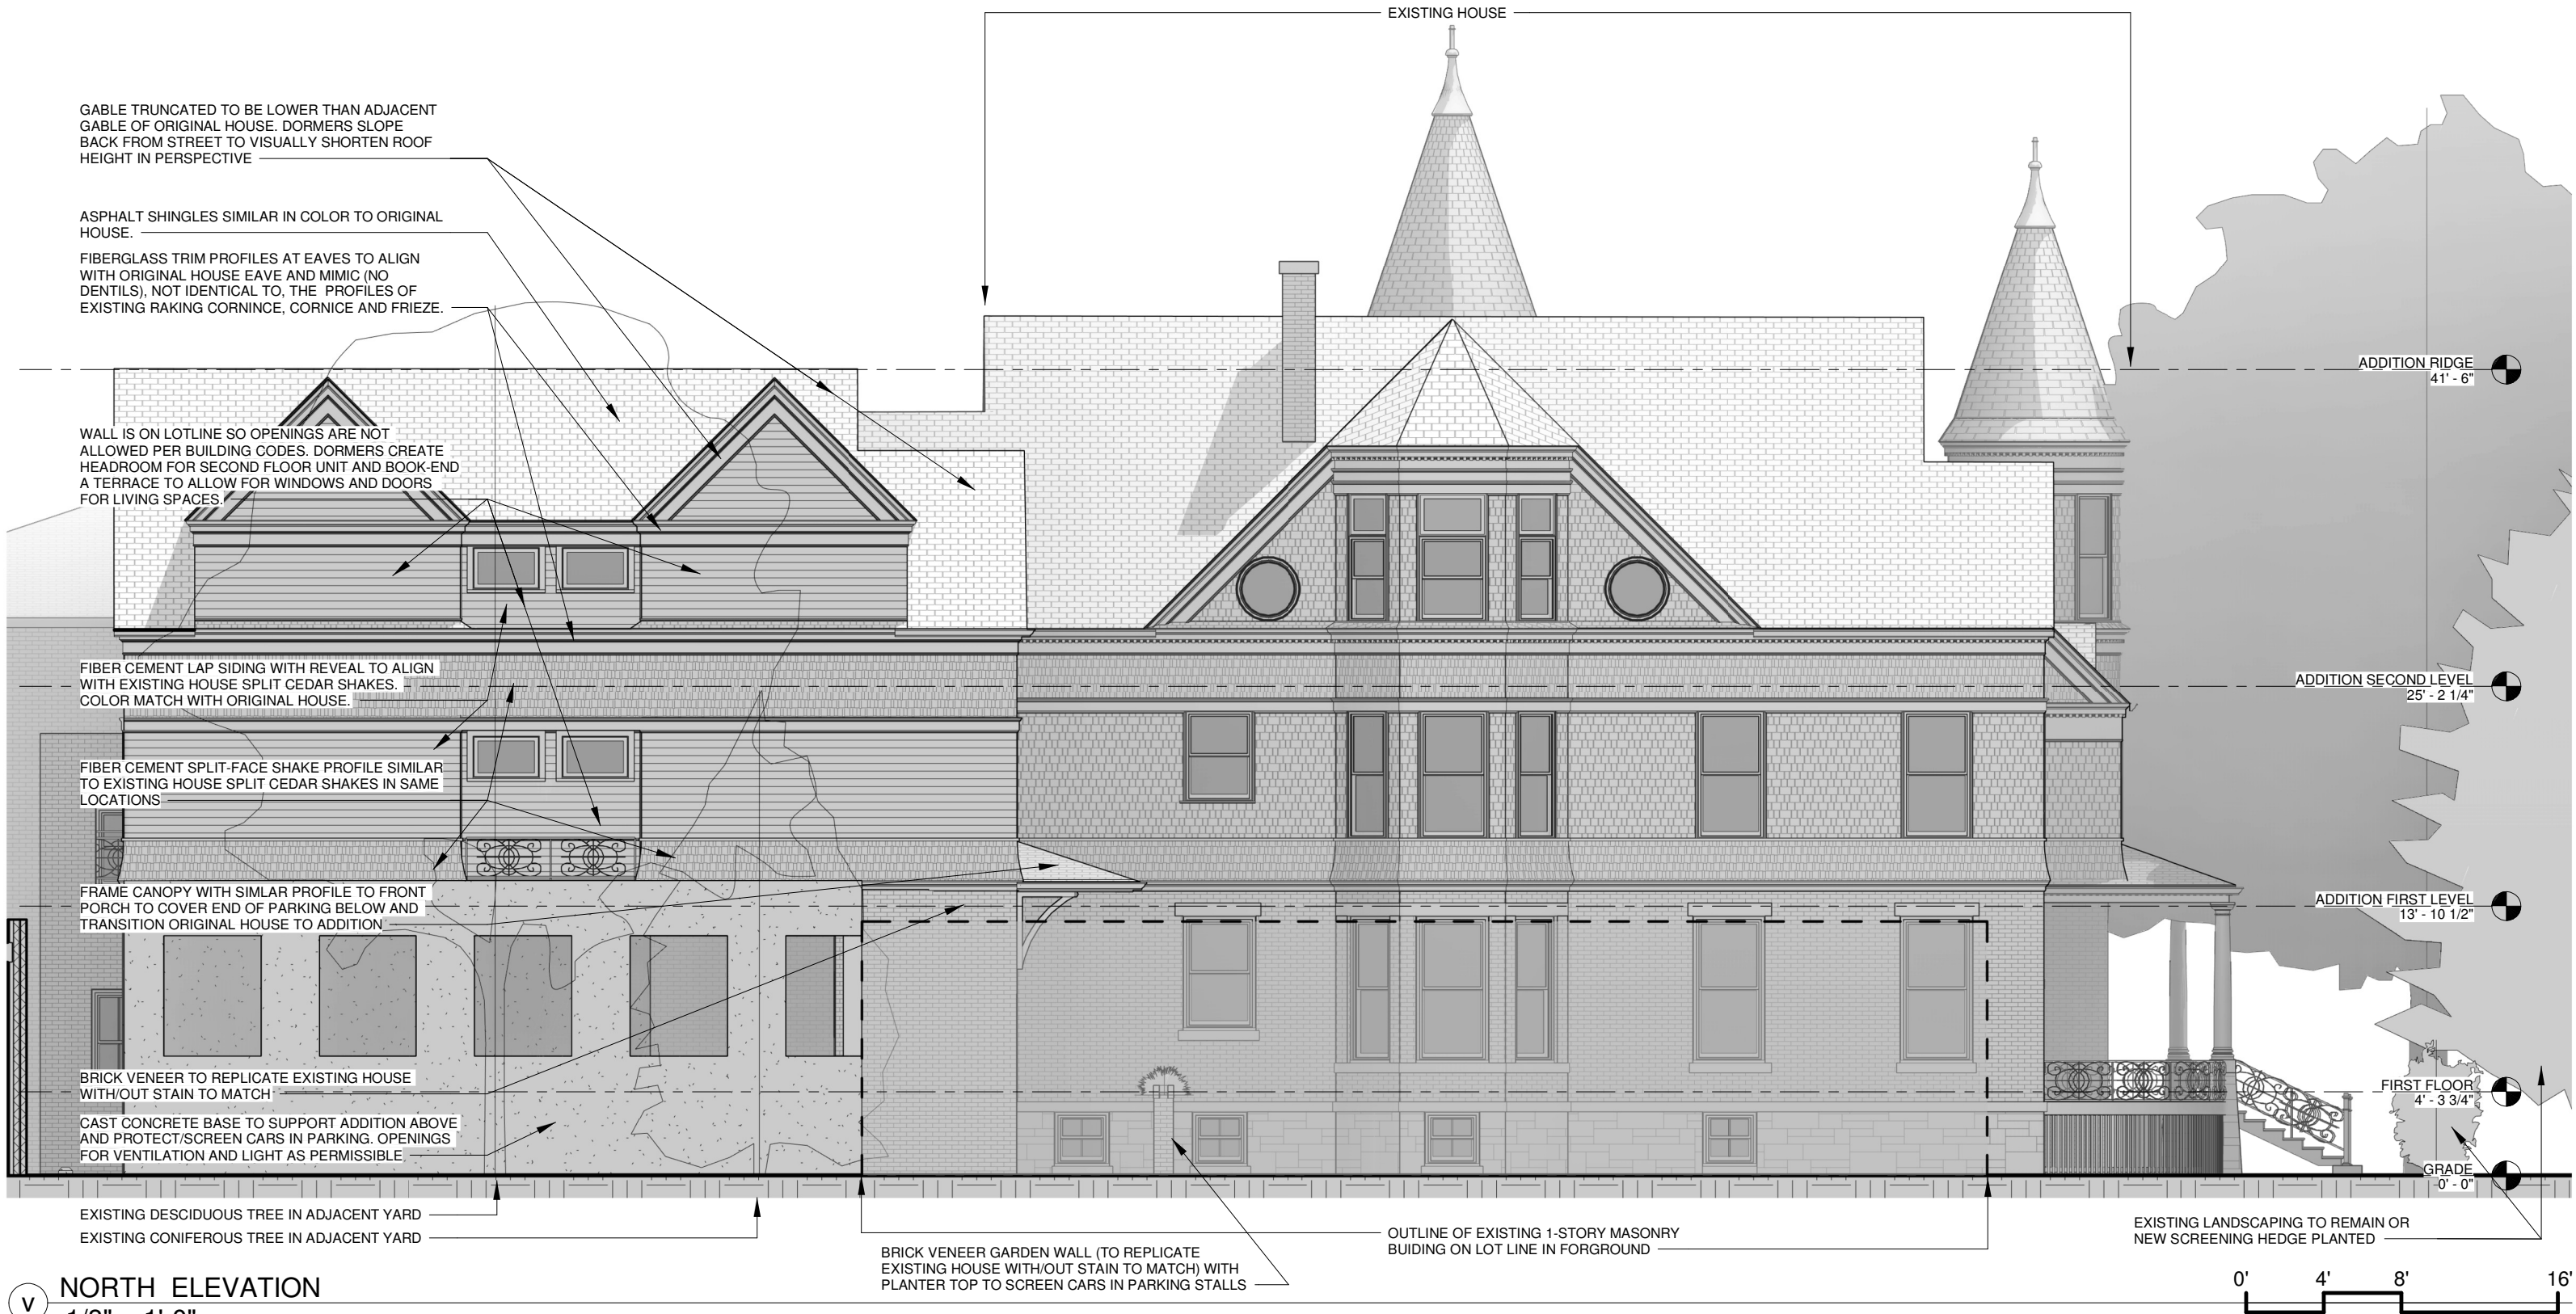 EXISTING HOUSE
GABLE TRUNCATED TO BE LOWER THAN ADJACENT
GABLE OF ORIGINAL HOUSE. DORMERS SLOPE
BACK FROM STREET TO VISUALLY SHORTEN ROOF
HEIGHT IN PERSPECTIVE
ASPHALT SHINGLES SIMILAR IN COLOR TO ORIGINAL
HOUSE.
FIBERGLASS TRIM PROFILES AT EAVES TO ALIGN
WITH ORIGINAL HOUSE EAVE AND MIMIC (NO
DENTILS), NOT IDENTICAL TO, THE PROFILES OF
EXISTING RAKING CORNINCE, CORNICE AND FRIEZE.
WALL IS ON LOTLINE SO OPENINGS ARE NOT
ALLOWED PER BUILDING CODES. DORMERS CREATE
HEADROOM FOR SECOND FLOOR UNIT AND BOOK-END
A TERRACE TO ALLOW FOR WINDOWS AND DOORS
FOR LIVING SPACES.
FIBER CEMENT LAP SIDING WITH REVEAL TO ALIGN
WITH EXISTING HOUSE SPLIT CEDAR SHAKES.
COLOR MATCH WITH ORIGINAL HOUSE.
FIBER CEMENT SPLIT-FACE SHAKE PROFILE SIMILAR
TO EXISTING HOUSE SPLIT CEDAR SHAKES IN SAME
LOCATIONS
FRAME CANOPY WITH SIMLAR PROFILE TO FRONT
PORCH TO COVER END OF PARKING BELOW AND
TRANSITION ORIGINAL HOUSE TO ADDITION
BRICK VENEER TO REPLICATE EXISTING HOUSE
WITH/OUT STAIN TO MATCH
CAST CONCRETE BASE TO SUPPORT ADDITION ABOVE
AND PROTECT/SCREEN CARS IN PARKING. OPENINGS
FOR VENTILATION AND LIGHT AS PERMISSIBLE
EXISTING DESCIDUOUS TREE IN ADJACENT YARD
EXISTING CONIFEROUS TREE IN ADJACENT YARD
BRICK VENEER GARDEN WALL (TO REPLICATE
EXISTING HOUSE WITH/OUT STAIN TO MATCH) WITH
PLANTER TOP TO SCREEN CARS IN PARKING STALLS
OUTLINE OF EXISTING 1-STORY MASONRY
BUIDING ON LOT LINE IN FORGROUND
ADDITION RIDGE
41' - 6"
ADDITION SECOND LEVEL
25' - 2 1/4"
ADDITION FIRST LEVEL
13' - 10 1/2"
FIRST FLOOR
4' - 3 3/4"
GRADE
0' - 0"
EXISTING LANDSCAPING TO REMAIN OR
NEW SCREENING HEDGE PLANTED
0' 4' 8' 16'
V NORTH ELEVATION